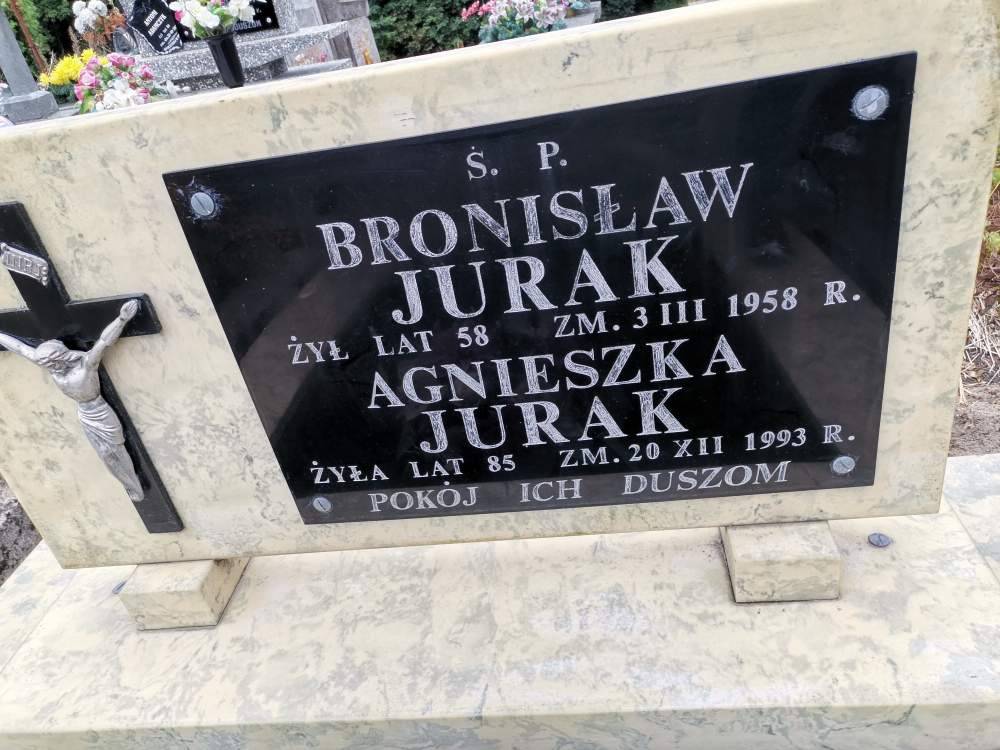 Ś. P.
BRONISŁAW
JURAK
ŻYŁ LAT 58 ZM. 3 III 1958 R.
AGNIESZKA
JURAK
ŻYŁA LAT 85 ZM. 20 XII 1993 R.
POKÓJ ICH DUSZOM